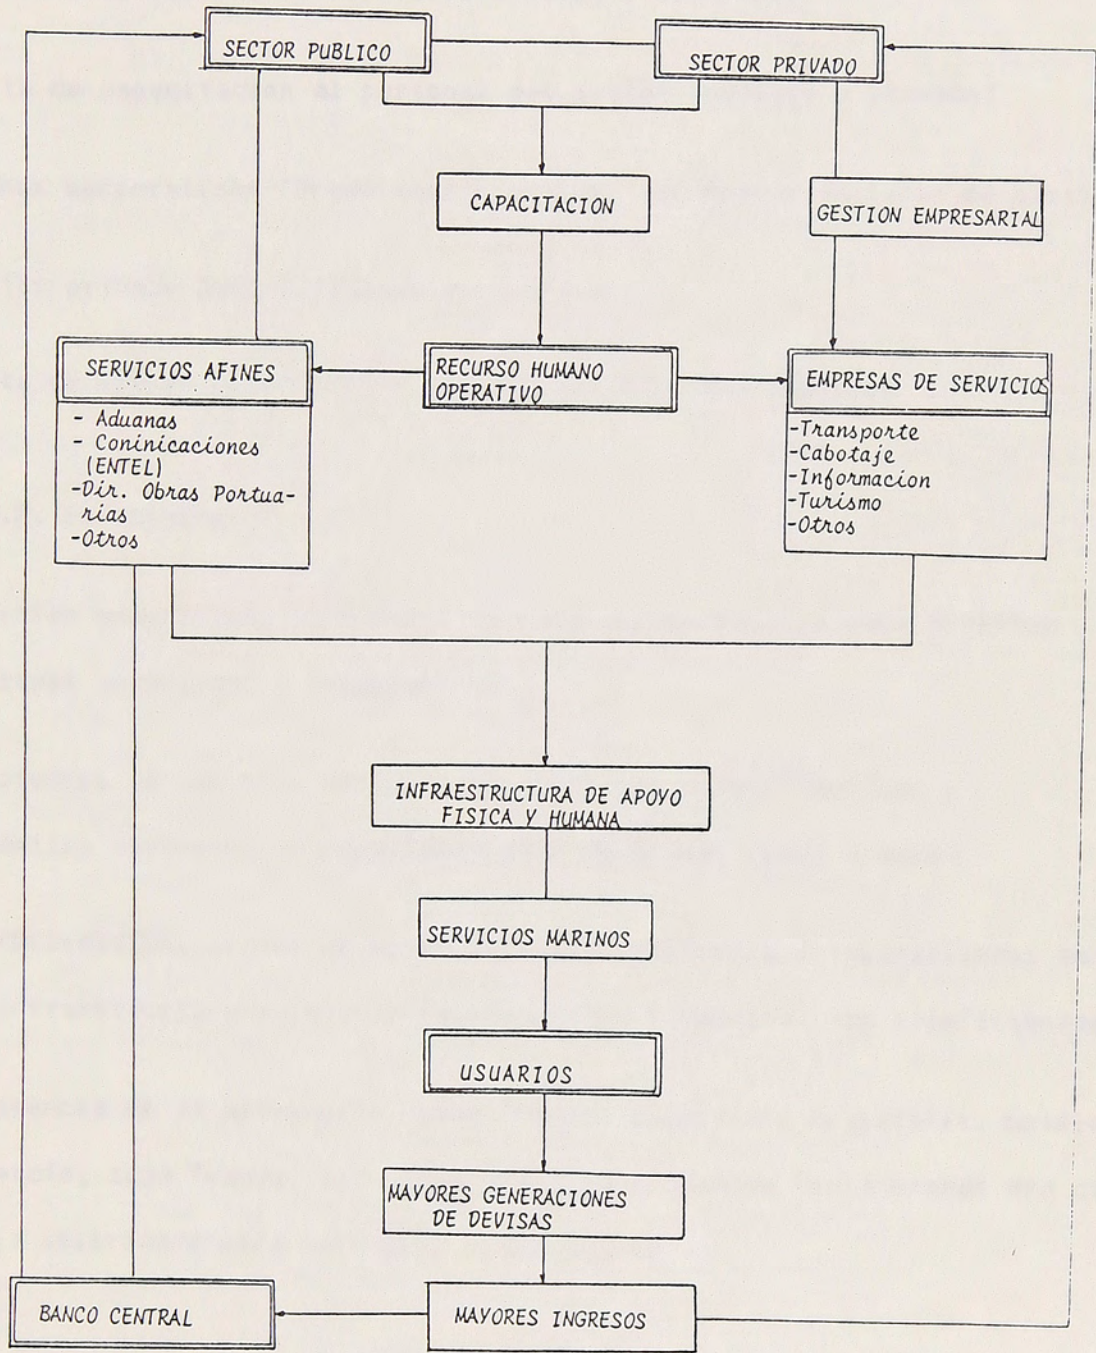 SECTOR PUBLICO
SECTOR PRIVADO
CAPACITACION
GESTION EMPRESARIAL
SERVICIOS AFINES
- Aduanas
- Coninicaciones
(ENTEL)
-Dir. Obras Portua-
rias
-Otros
RECURSO HUMANO
OPERATIVO
EMPRESAS DE SERVICIOS
-Transporte
-Cabotaje
-Informacion
-Turismo
-Otros
INFRAESTRUCTURA DE APOYO
FISICA Y HUMANA
SERVICIOS MARINOS
USUARIOS
MAYORES GENERACIONES
DE DEVISAS
BANCO CENTRAL
MAYORES INGRESOS